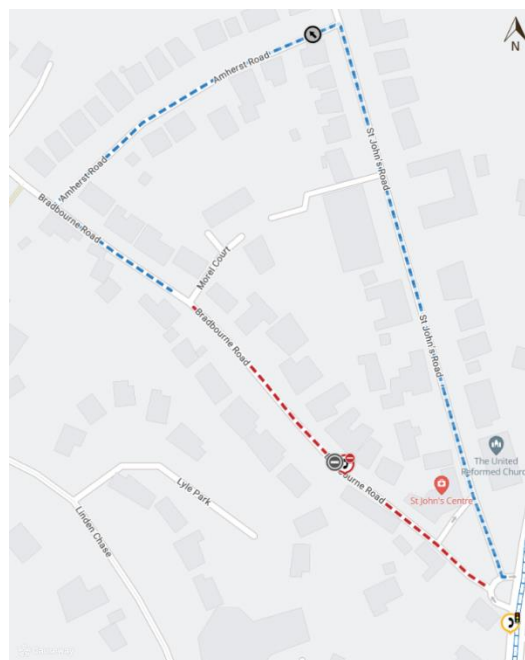 N
Amherst Road
Amherst Road
St John's Road
Bradbourne Road
Morel Court
Bradbourne Road
St John's Road
The United
Reformed Church
ourne Road
St John's Centre
Lyle Park
Linden Chase